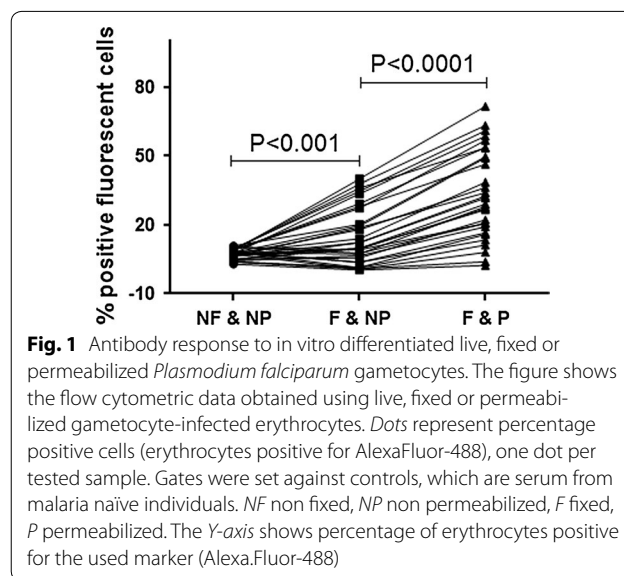 P<0.0001
P<0.001
% positive fluorescent cells
80
50
20
-10
NF & NP
F & NP
F & P
Fig. 1 Antibody response to in vitro differentiated live, fixed or
permeabilized Plasmodium falciparum gametocytes. The figure shows
the flow cytometric data obtained using live, fixed or permeabi-
lized gametocyte-infected erythrocytes. Dots represent percentage
positive cells (erythrocytes positive for AlexaFluor-488), one dot per
tested sample. Gates were set against controls, which are serum from
malaria naïve individuals. NF non fixed, NP non permeabilized, F fixed,
P permeabilized. The Y-axis shows percentage of erythrocytes positive
for the used marker (Alexa.Fluor-488)